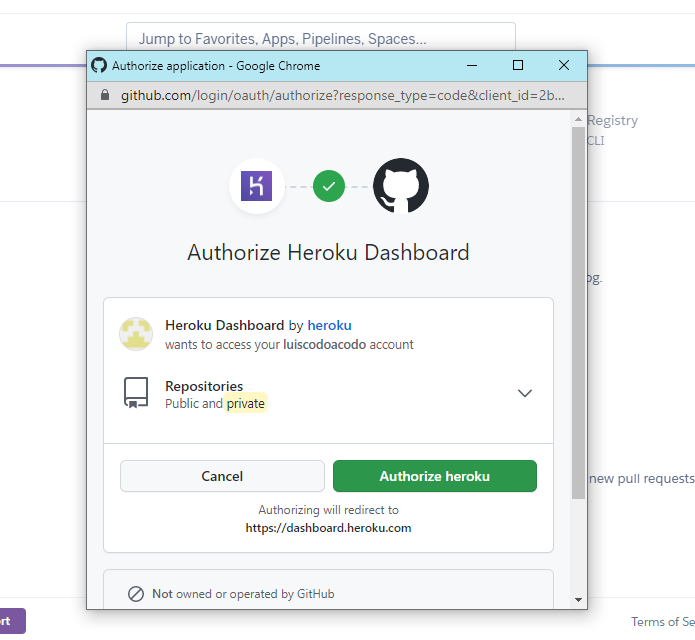 Jump to Favorites, Apps, Pipelines, Spaces...
Authorize application - Google Chrome
github.com/login/oauth/authorize?response_type=code&client_id=2b...
Registry
CLI
Authorize Heroku Dashboard
Heroku Dashboard by heroku
wants to access your luiscodoacodo account
Repositories
Public and private
Cancel
Authorize heroku
Authorizing will redirect to
https://dashboard.heroku.com
Not owned or operated by GitHub
new pull requests
Terms of Se